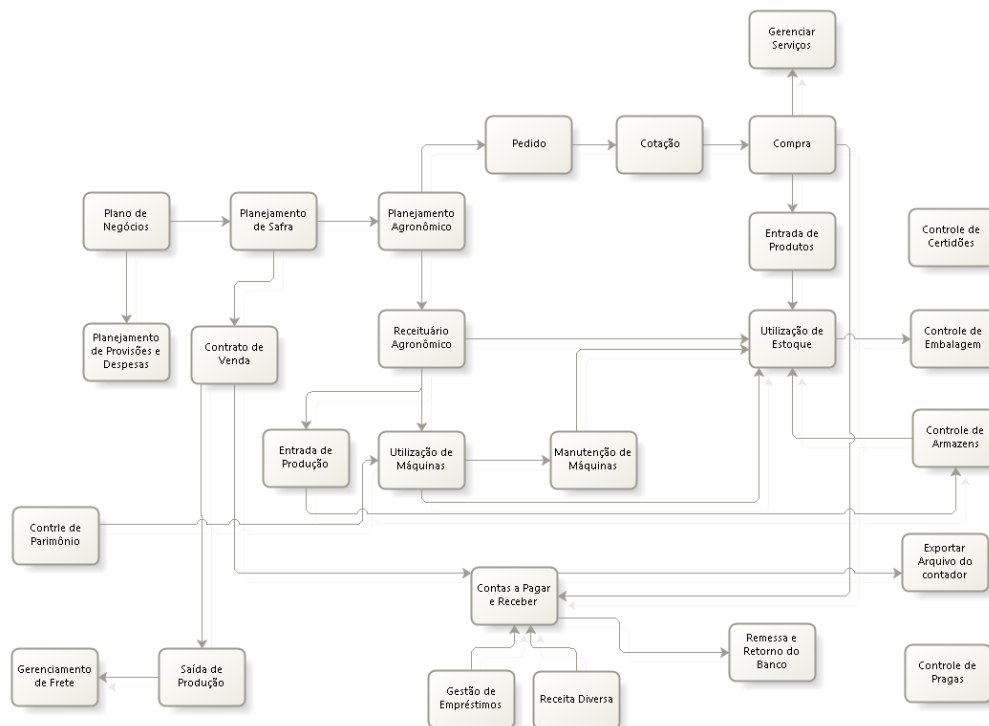 Gerenciar
Serviços
Pedido
Cotação
Compra
Plano de
Negócios
Planejamento
de Safra
Planejamento
Agronômico
Entrada de
Produtos
Controle de
Certidões
Planejamento
de Provisões e
Despesas
Contrato de
Venda
Receituário
Agronômico
Utilização de
Estoque
Controle de
Embalagem
Entrada de
Produção
Utilização de
Máquinas
Manutenção de
Máquinas
Controle de
Armazens
Contrle de
Parimônio
Contas a Pagar
e Receber
Exportar
Arquivo do
contador
Gerenciamento
de Frete
Saída de
Produção
Gestão de
Empréstimos
Receita Diversa
Remessa e
Retorno do
Banco
Controle de
Pragas